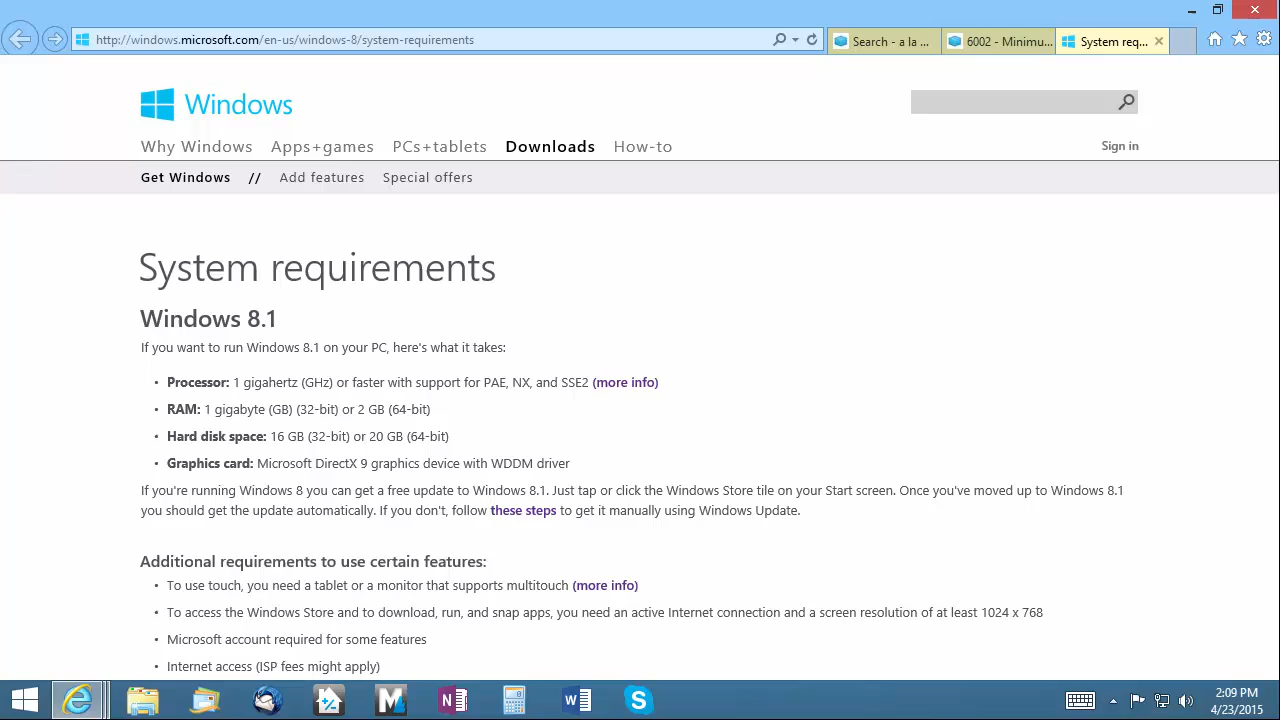 http://windows.microsoft.com/en-us/windows-8/system-requirements
Search - a la ...
6002 - Minimu...
System req...
Windows
Why Windows Apps+games PCs+tablets Downloads How-to
Sign in
Get Windows // Add features Special offers
System requirements
Windows 8.1
If you want to run Windows 8.1 on your PC, here's what it takes:
• Processor: 1 gigahertz (GHz) or faster with support for PAE, NX, and SSE2 (more info)
• RAM: 1 gigabyte (GB) (32-bit) or 2 GB (64-bit)
• Hard disk space: 16 GB (32-bit) or 20 GB (64-bit)
• Graphics card: Microsoft DirectX 9 graphics device with WDDM driver
If you're running Windows 8 you can get a free update to Windows 8.1. Just tap or click the Windows Store tile on your Start screen. Once you've moved up to Windows 8.1
you should get the update automatically. If you don't, follow these steps to get it manually using Windows Update.
Additional requirements to use certain features:
• To use touch, you need a tablet or a monitor that supports multitouch (more info)
• To access the Windows Store and to download, run, and snap apps, you need an active Internet connection and a screen resolution of at least 1024 x 768
• Microsoft account required for some features
• Internet access (ISP fees might apply)
2:09 PM
4/23/2015